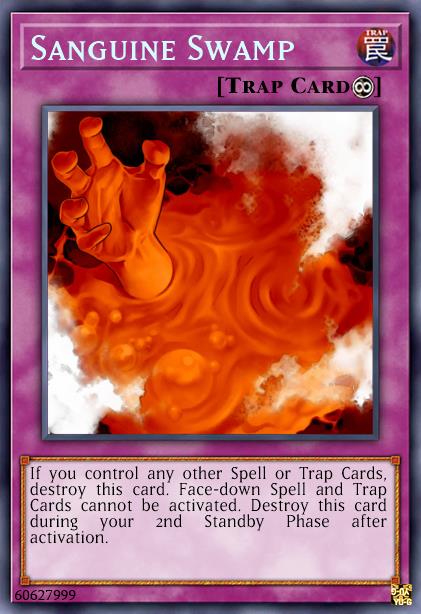 SANGUINE SWAMP
TRAP
罠
[TRAP CARD]
If you control any other Spell or Trap Cards,
destroy this card. Face-down Spell and Trap
Cards cannot be activated. Destroy this card
during your 2nd Standby Phase after
activation.
60627999